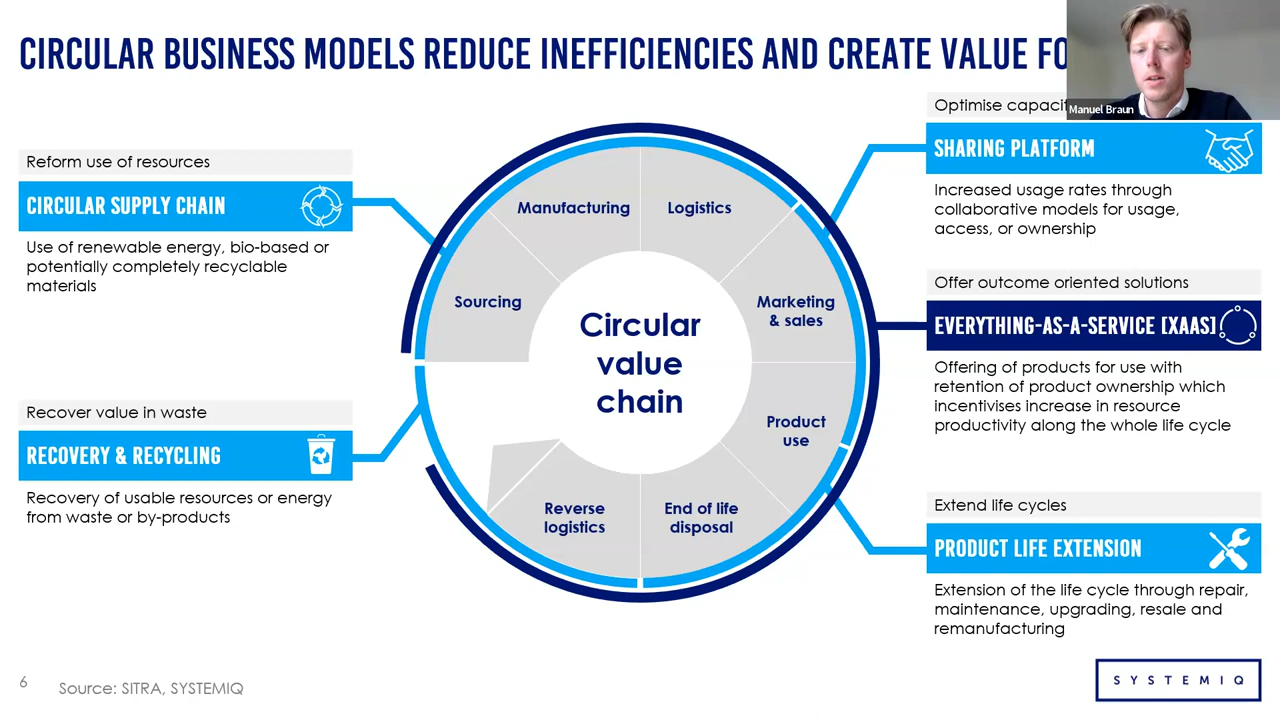 CIRCULAR BUSINESS MODELS REDUCE INEFFICIENCIES AND CREATE VALUE
Manuel Braun
Reform use of resources
CIRCULAR SUPPLY CHAIN
Use of renewable energy, bio-based or
potentially completely recyclable
materials
Recover value in waste
RECOVERY & RECYCLING
Recovery of usable resources or energy
from waste or by-products
Manufacturing
Logistics
Sourcing
Marketing
& sales
Circular
value
chain
Product
use
Reverse
logistics
End of life
disposal
Optimise
SHARING PLATFORM
Increased usage rates through
collaborative models for usage,
access, or ownership
Offer outcome oriented solutions
EVERYTHING-AS-A-SERVICE [XAAS]
Offering of products for use with
retention of product ownership which
incentivises increase in resource
productivity along the whole life cycle
Extend life cycles
PRODUCT LIFE EXTENSION
Extension of the life cycle through repair,
maintenance, upgrading, resale and
remanufacturing
6
Source: SITRA, SYSTEMIQ
SYSTEMIQ